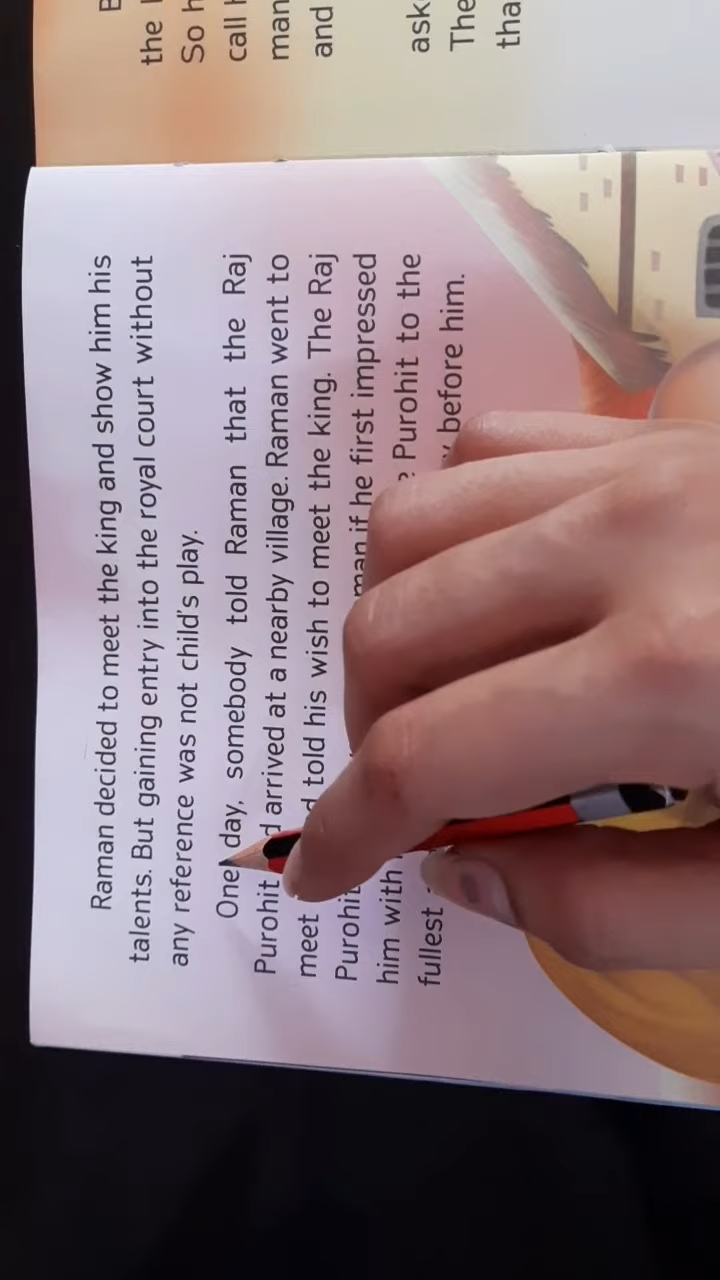 Raman decided to meet the king and show him his
talents. But gaining entry into the royal court without
any reference was not child's play.
One day, somebody told Raman that the Raj
Purohit arrived at a nearby village. Raman went to
meet told his wish to meet the king. The Raj
Purohit if he first impressed
him with Purohit to the
fullest before him.
B
the
So
call
man
and
ask
The
tha